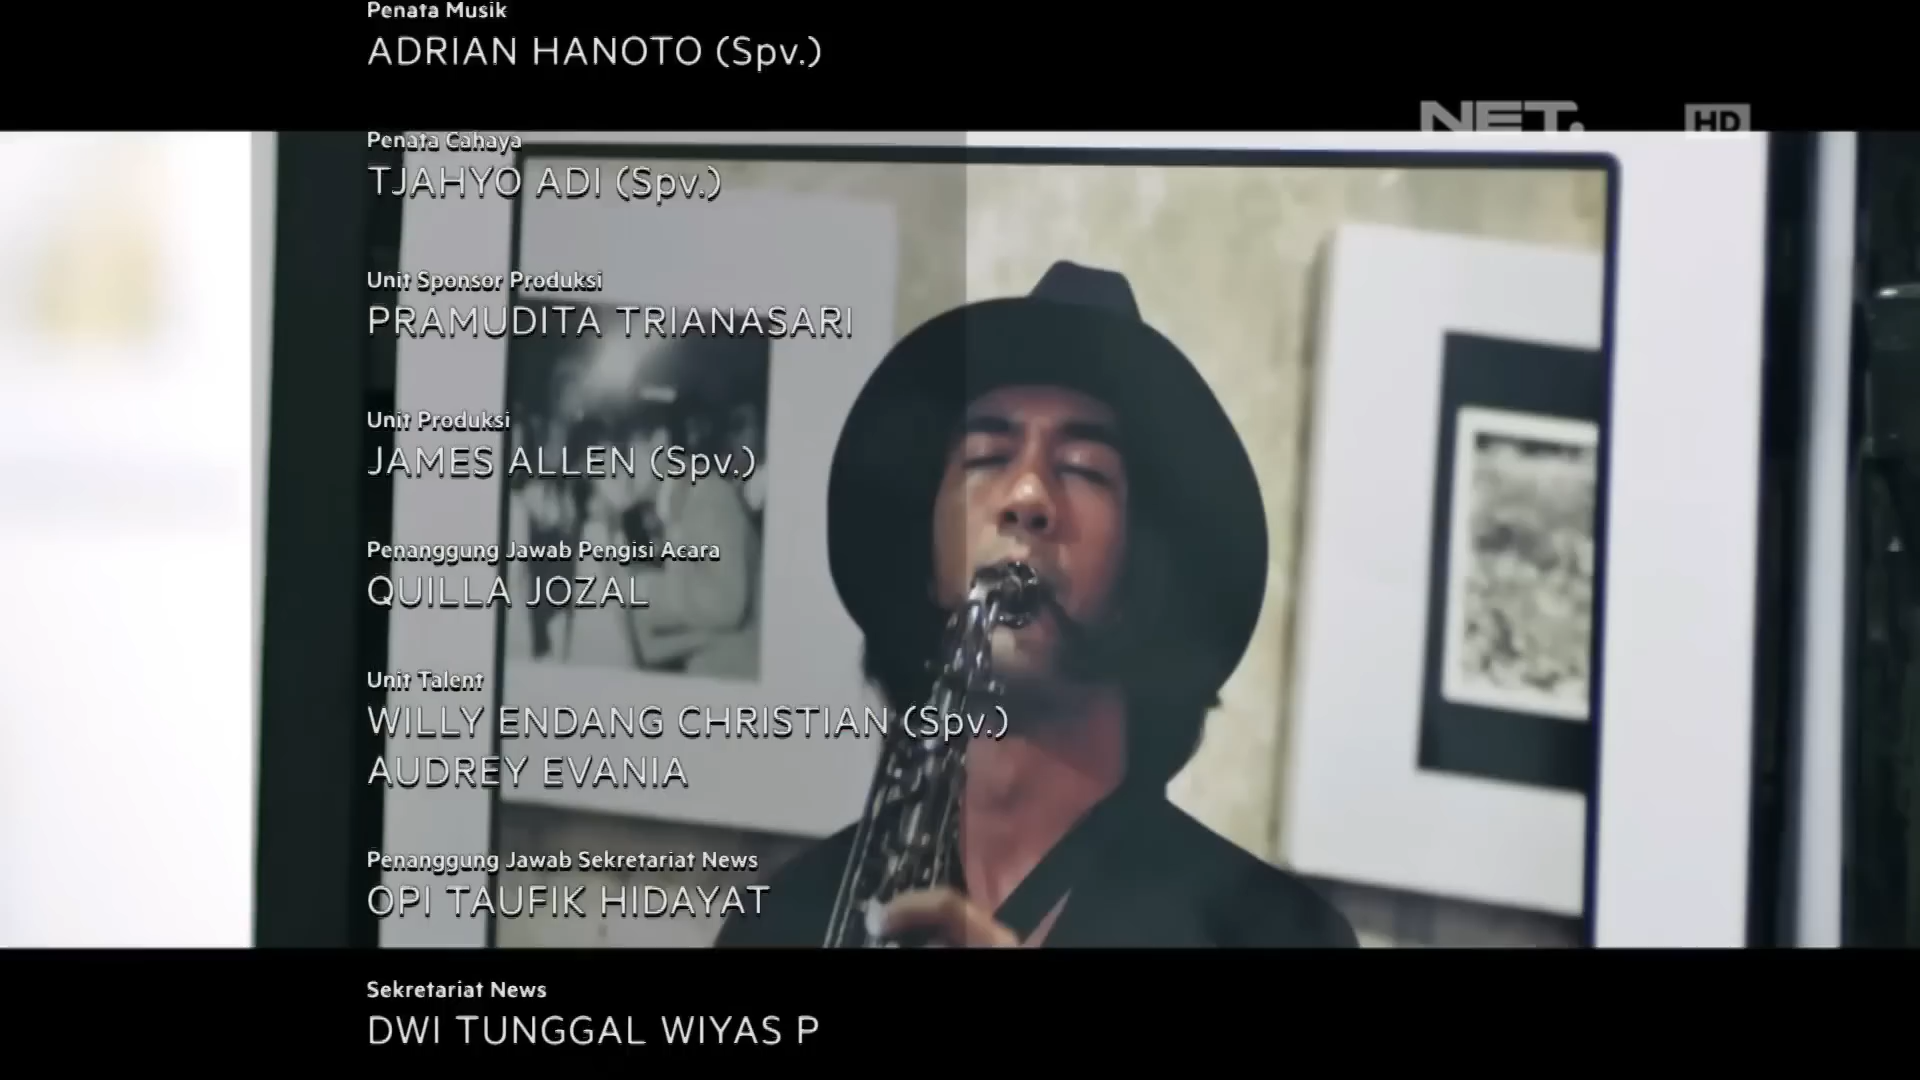 Penata Musik
ADRIAN HANOTO (Spv.)
NET.
HD
Penata Cahaya
TJAHYO ADI (Spv.)
Unit Sponsor Produksi
PRAMUDITA TRIANASARI
Unit Produksi
JAMES ALLEN (Spv.)
Penanggung Jawab Pengisi Acara
QUILLA JOZAL
Unit Talent
WILLY ENDANG CHRISTIAN (Spv.)
AUDREY EVANIA
Penanggung Jawab Sekretariat News
OPI TAUFIK HIDAYAT
Sekretariat News
DWI TUNGGAL WIYAS P